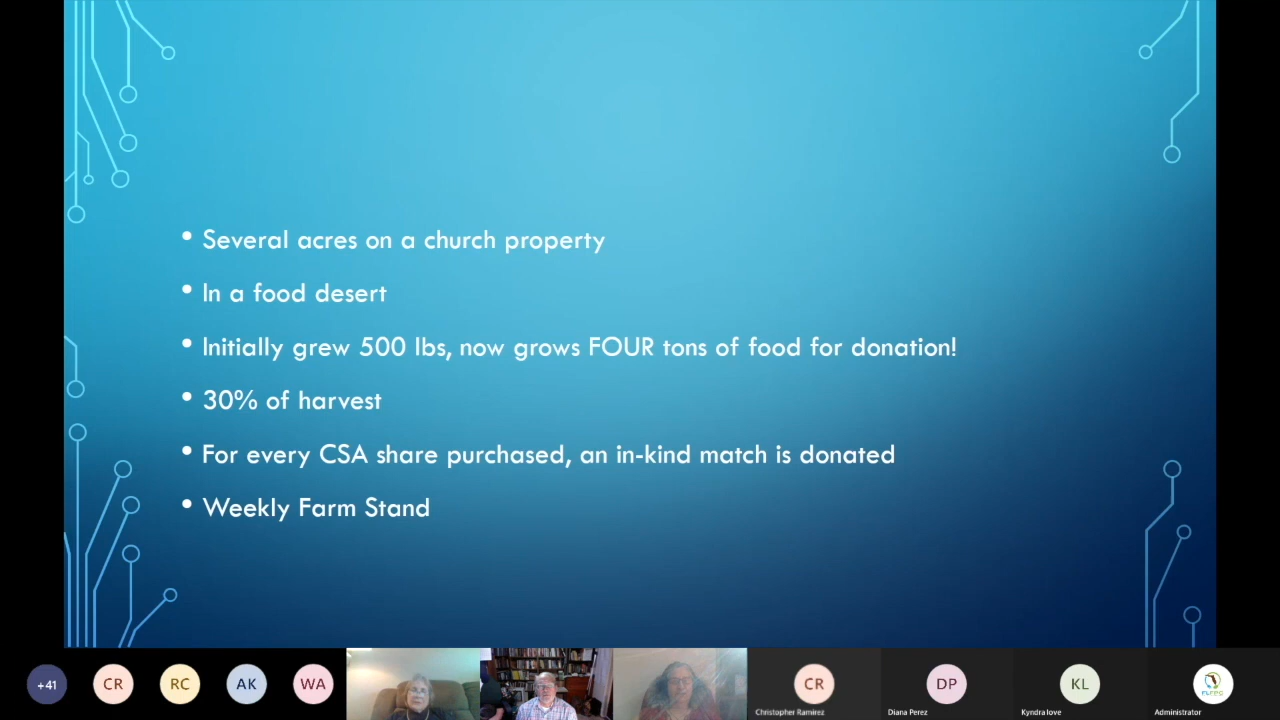 • Several acres on a church property
• In a food desert
• Initially grew 500 lbs, now grows FOUR tons of food for donation!
• 30% of harvest
• For every CSA share purchased, an in-kind match is donated
• Weekly Farm Stand
+41
CR
RC
AK
WA
CR
DP
KL
FLFPC
Christopher Ramirez
Diana Perez
Kyndra love
Administrator